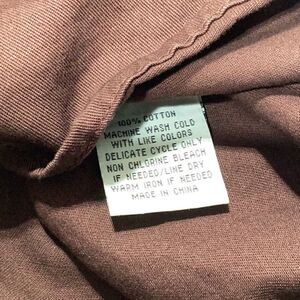 100% COTTON
MACHINE WASH COLD
WITH LIKE COLORS
DELICATE CYCLE ONLY
NON CHLORINE BLEACH
IF NEEDED/LINE DRY
WARM IRON IF NEEDED
MADE IN CHINA